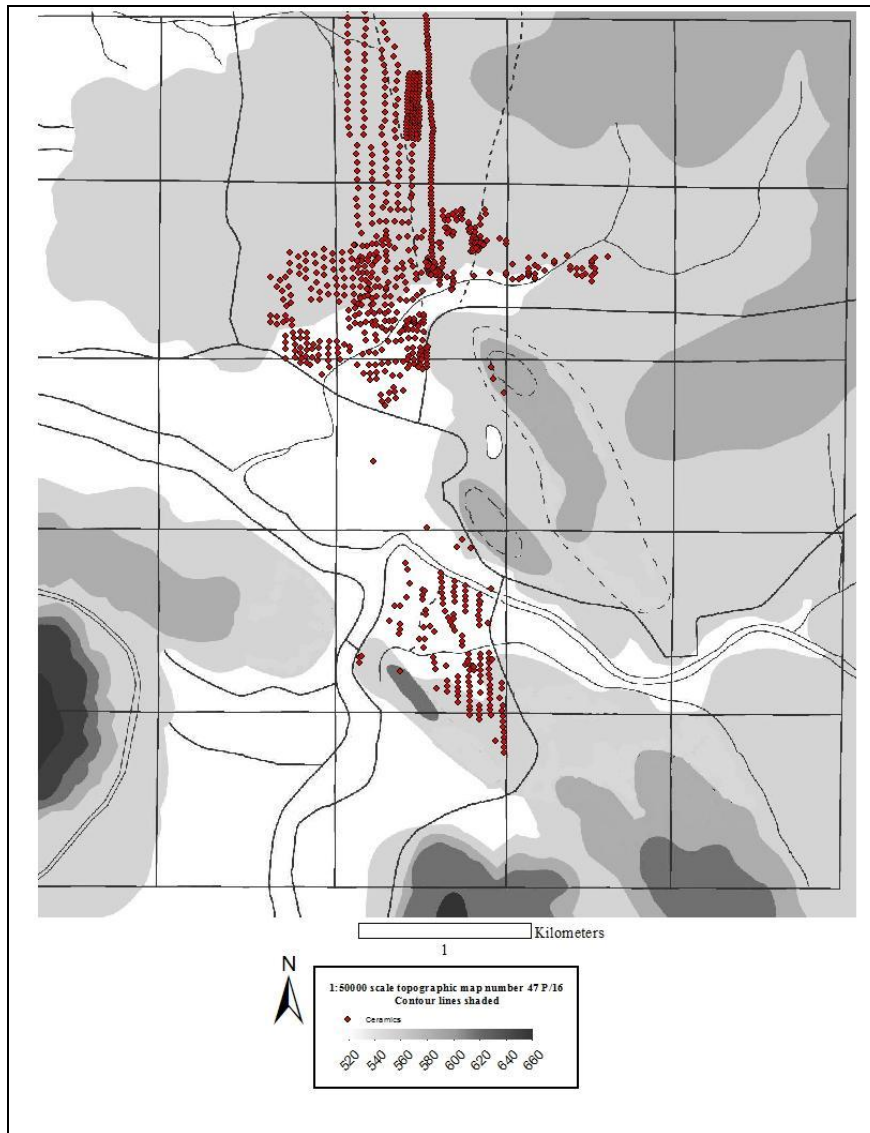 Kilometers
1
N
1:50000 scale topographic map number 47 P/16
Contour lines shaded
Ceramics
520 540 560 580 600 620 640 660